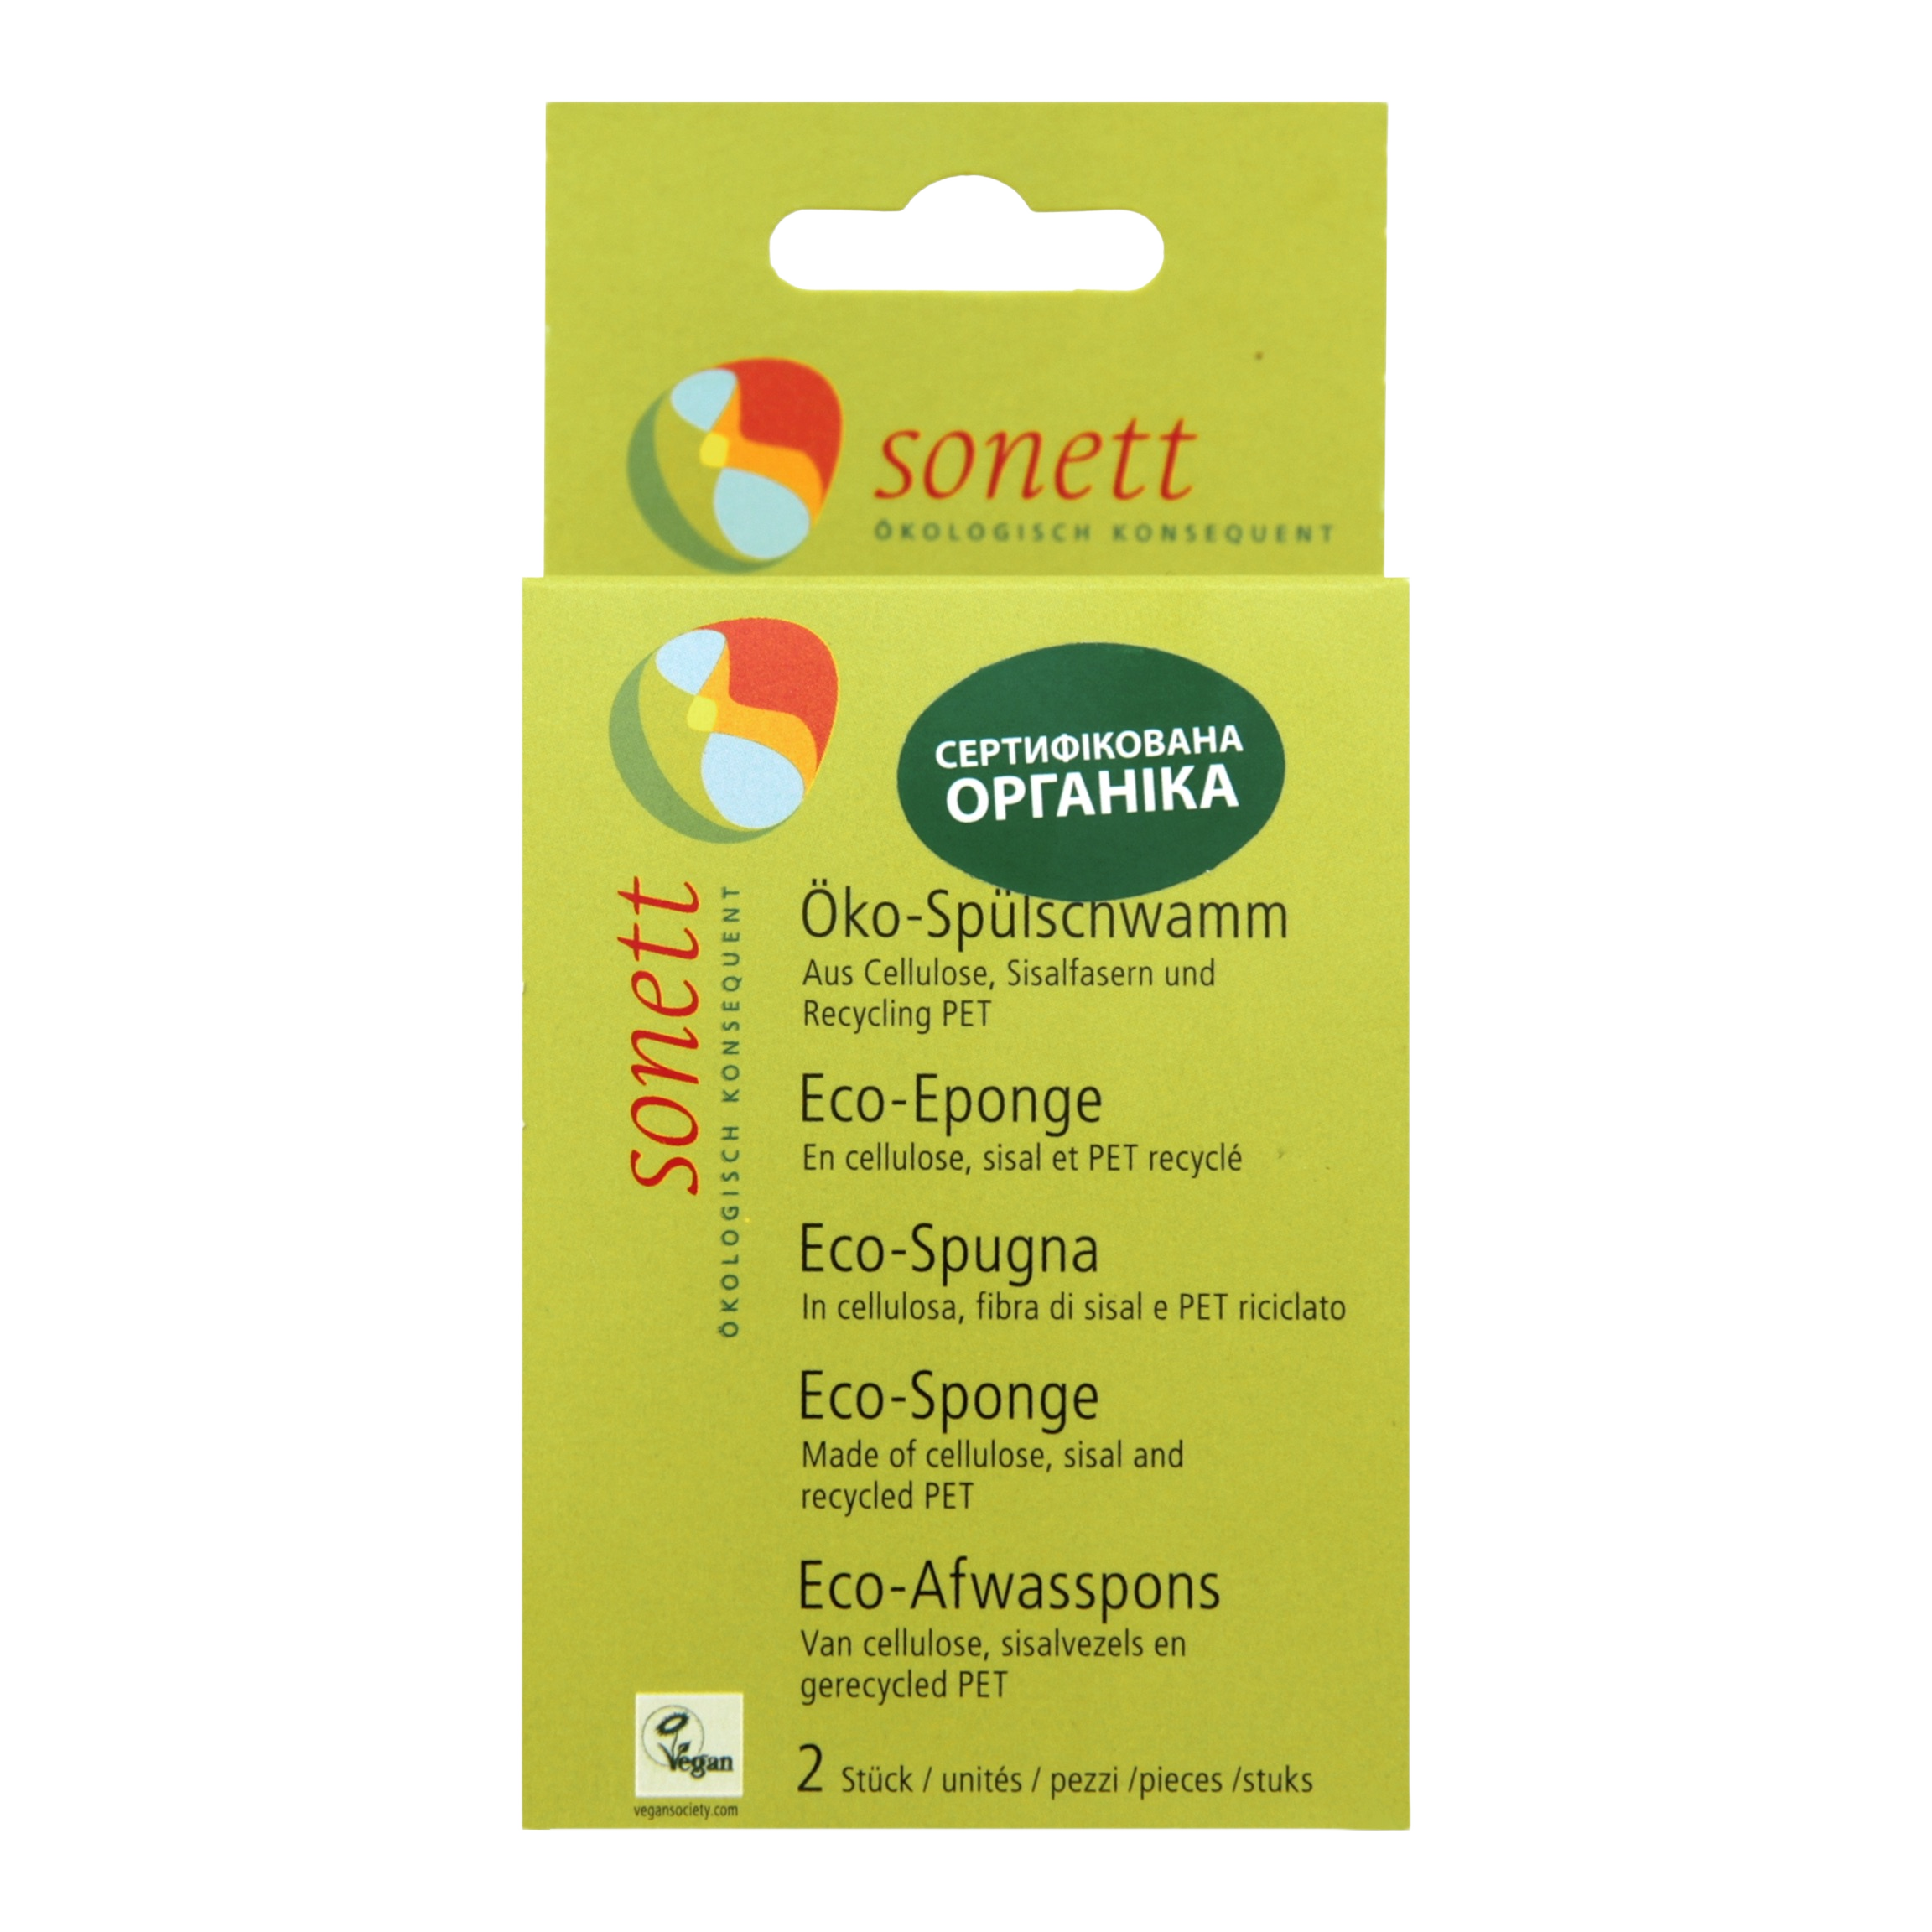 sonett
ÖKOLOGISCH KONSEQUENT
СЕРТИФІКОВАНА
ОРГАНІКА
sonett
ÖKOLOGISCH KONSEQUENT
Öko-Spülschwamm
Aus Cellulose, Sisalfasern und
Recycling PET
Eco-Eponge
En cellulose, sisal et PET recyclé
Eco-Spugna
In cellulosa, fibra di sisal e PET riciclato
Eco-Sponge
Made of cellulose, sisal and
recycled PET
Eco-Afwasspons
Van cellulose, sisalvezels en
gerecycled PET
2 Stück / unités / pezzi /pieces /stuks
Vegan
vegansociety.com